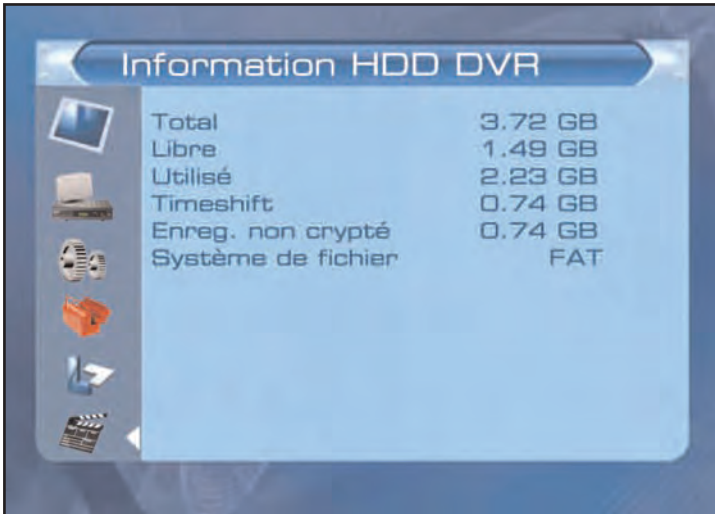 Information HDD DVR
Total 3.72 GB
Libre 1.49 GB
Utilisé 2.23 GB
Timeshift 0.74 GB
Enreg. non crypté 0.74 GB
Système de fichier FAT